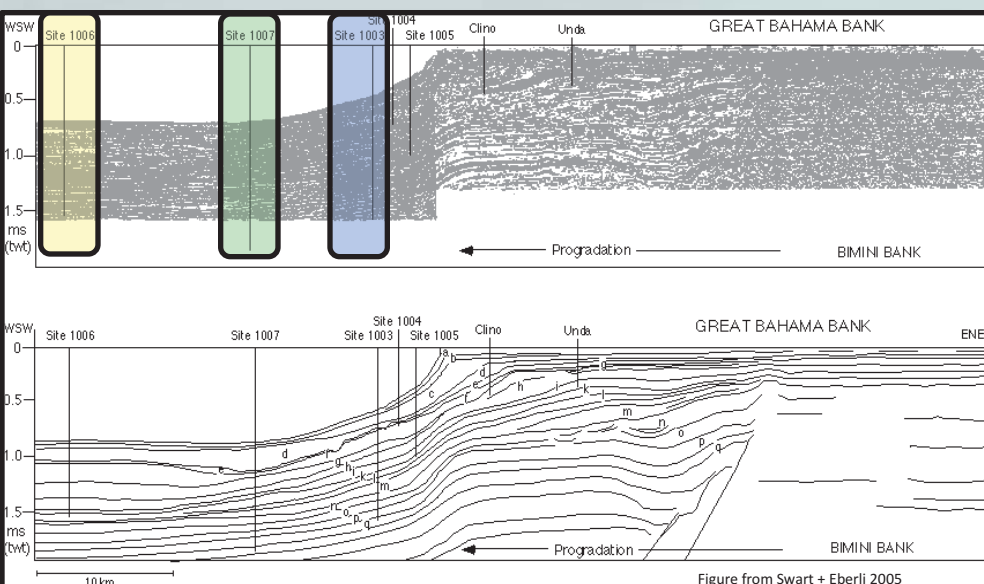 WSW
Site 1006
Site 1007
Site 1003
Site 1004
Site 1005
Clino
Unda
GREAT BAHAMA BANK
0
0.5
1.0
1.5
ms
(twt)
Progradation
BIMINI BANK
WSW
Site 1006
Site 1007
Site 1003
Site 1004
Site 1005
Clino
Unda
GREAT BAHAMA BANK
ENE
0
0.5
1.0
1.5
ms
(twt)
a
b
c
d
e
f
g
h
i
k
l
m
n
o
p
q
d
e
f
g
h
i
k
l
m
n
o
p
q
Progradation
BIMINI BANK
10 km
Figure from Swart + Eberli 2005